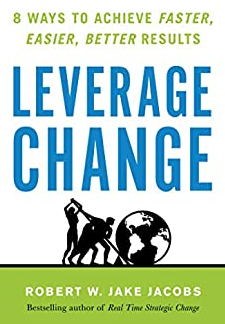 8 WAYS TO ACHIEVE FASTER,
EASIER, BETTER RESULTS
LEVERAGE
CHANGE
ROBERT W. JAKE JACOBS
Bestselling author of Real Time Strategic Change